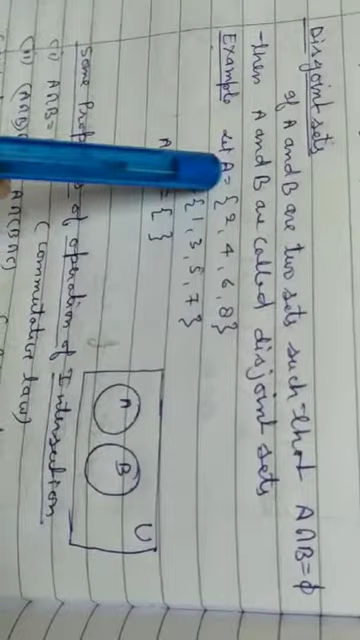 Disjoint sets
If A and B are two sets such that A∩B=ϕ
then A and B are called disjoint sets
Example let A = {2, 4, 6, 8}
{1, 3, 5, 7}
A = { }
A B U
Some Prop of operation of Intersection
(i) A∩B= (Commutative law)
(ii) (A∩B) A∩(B∩C)